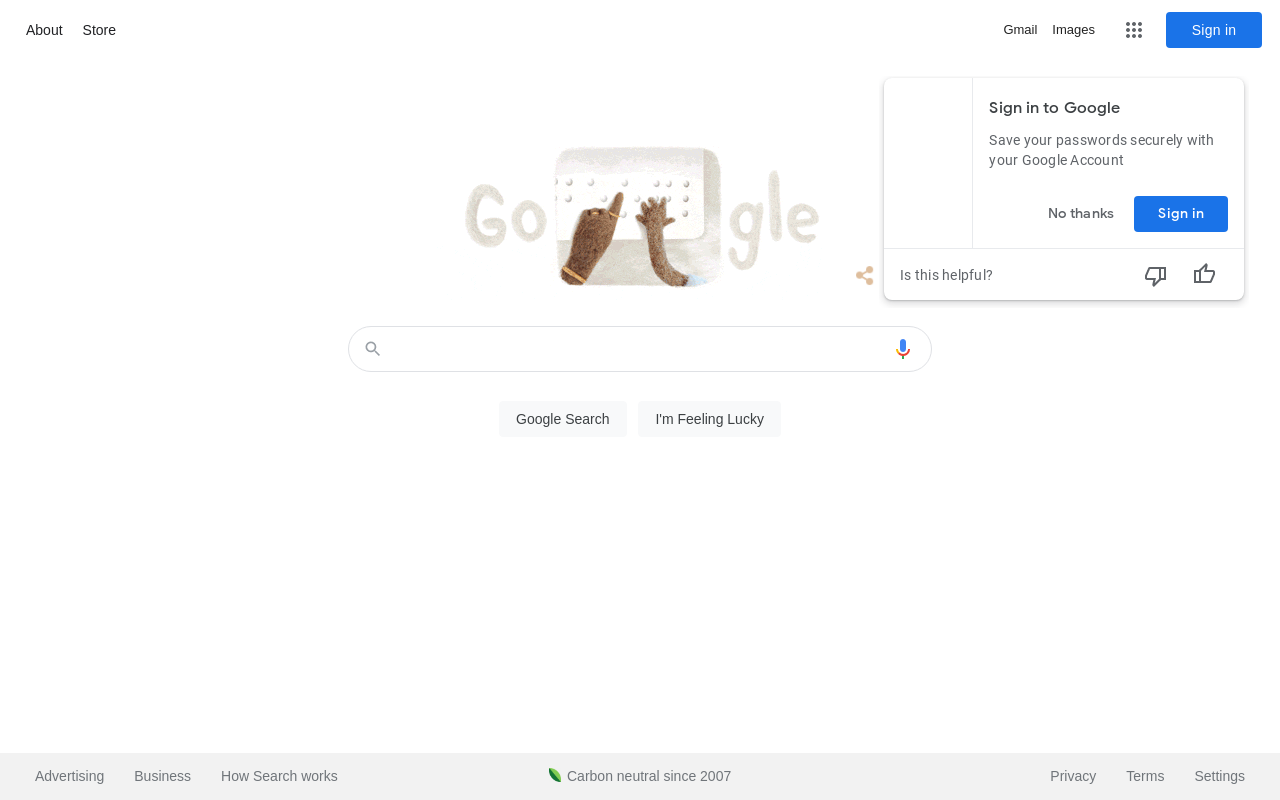 About Store
Gmail Images
Sign in
Sign in to Google
Save your passwords securely with
your Google Account
No thanks
Sign in
Is this helpful?
Go gle
Google Search
I'm Feeling Lucky
Advertising Business How Search works
Carbon neutral since 2007
Privacy Terms Settings